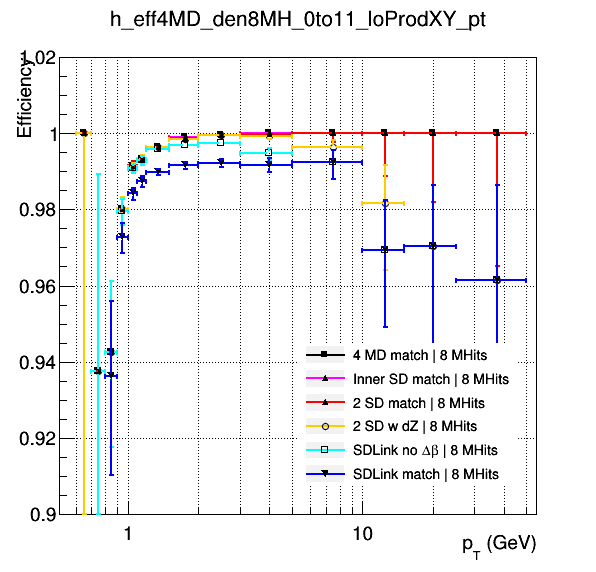 h_eff4MD_den8MH_0to11_loProdXY_pt
Efficiency
1.02
1
0.98
0.96
0.94
0.92
0.9
4 MD match | 8 MHits
Inner SD match | 8 MHits
2 SD match | 8 MHits
2 SD w dZ | 8 MHits
SDLink no Δβ | 8 MHits
SDLink match | 8 MHits
1 10
p_T (GeV)